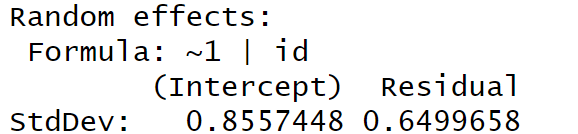 Random effects:
 Formula: ~1 | id
        (Intercept)  Residual
StdDev:   0.8557448 0.6499658